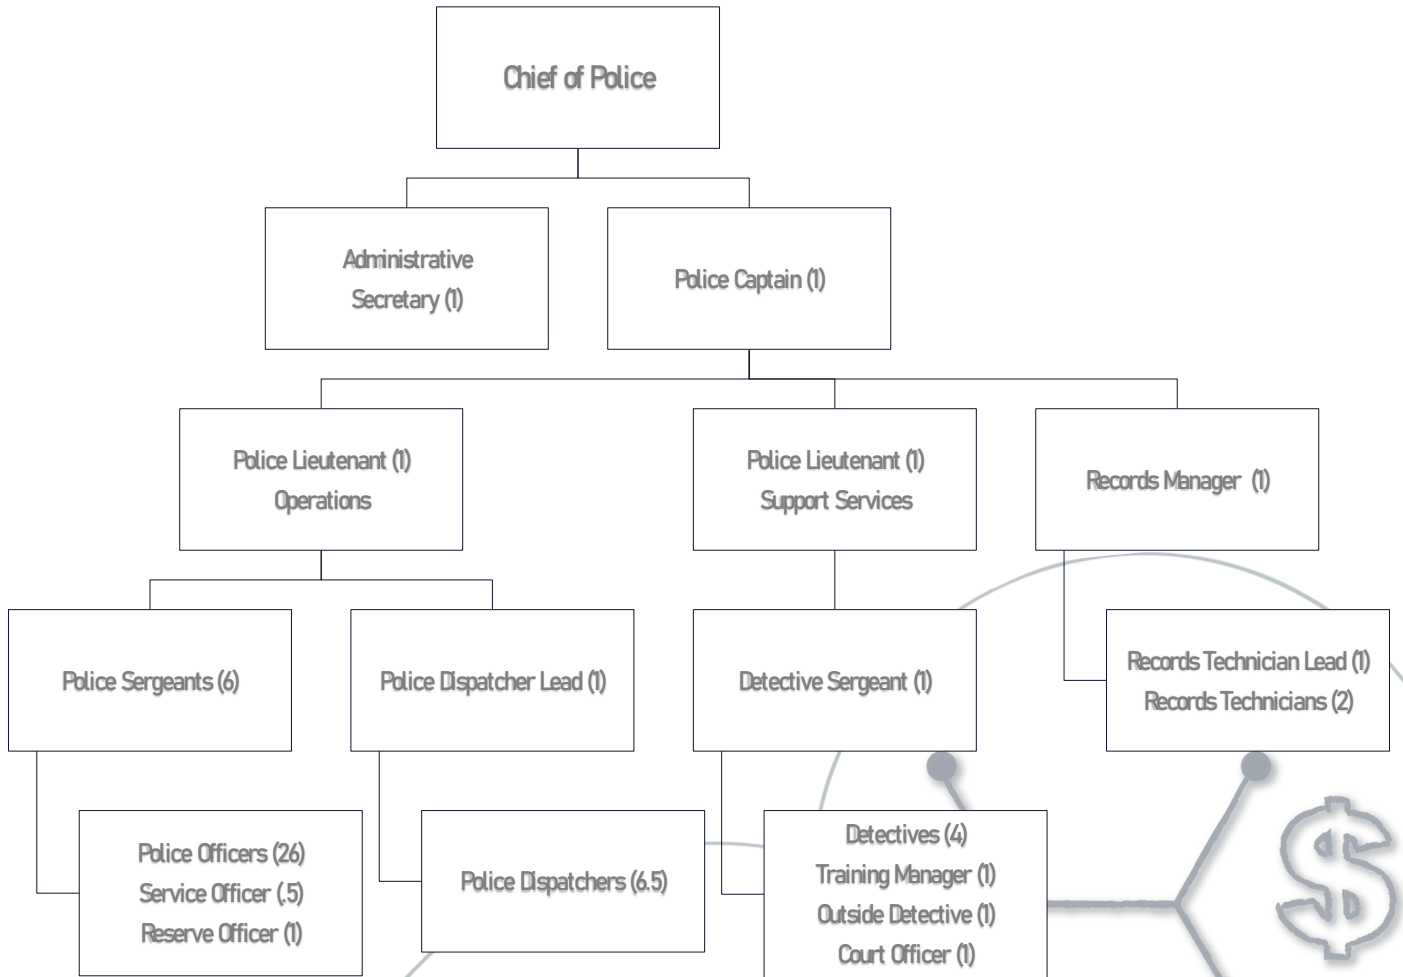 Chief of Police
Administrative
Secretary (1)
Police Captain (1)
Police Lieutenant (1)
Operations
Police Lieutenant (1)
Support Services
Records Manager (1)
Police Sergeants (6)
Police Dispatcher Lead (1)
Detective Sergeant (1)
Records Technician Lead (1)
Records Technicians (2)
Police Officers (26)
Service Officer (.5)
Reserve Officer (1)
Police Dispatchers (6.5)
Detectives (4)
Training Manager (1)
Outside Detective (1)
Court Officer (1)
$